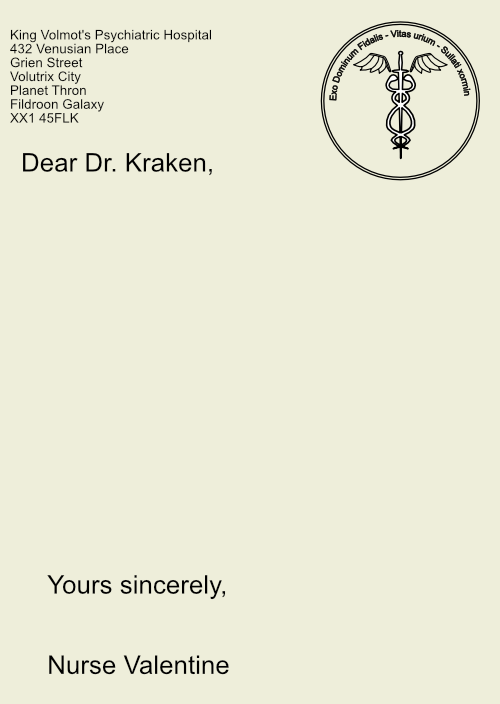 King Volmot's Psychiatric Hospital
432 Venusian Place
Grien Street
Volutrix City
Planet Thron
Fildroon Galaxy
XX1 45FLK
Exo Dominum Fidalis - Vitas urium - Sullati xormin
Dear Dr. Kraken,
Yours sincerely,
Nurse Valentine